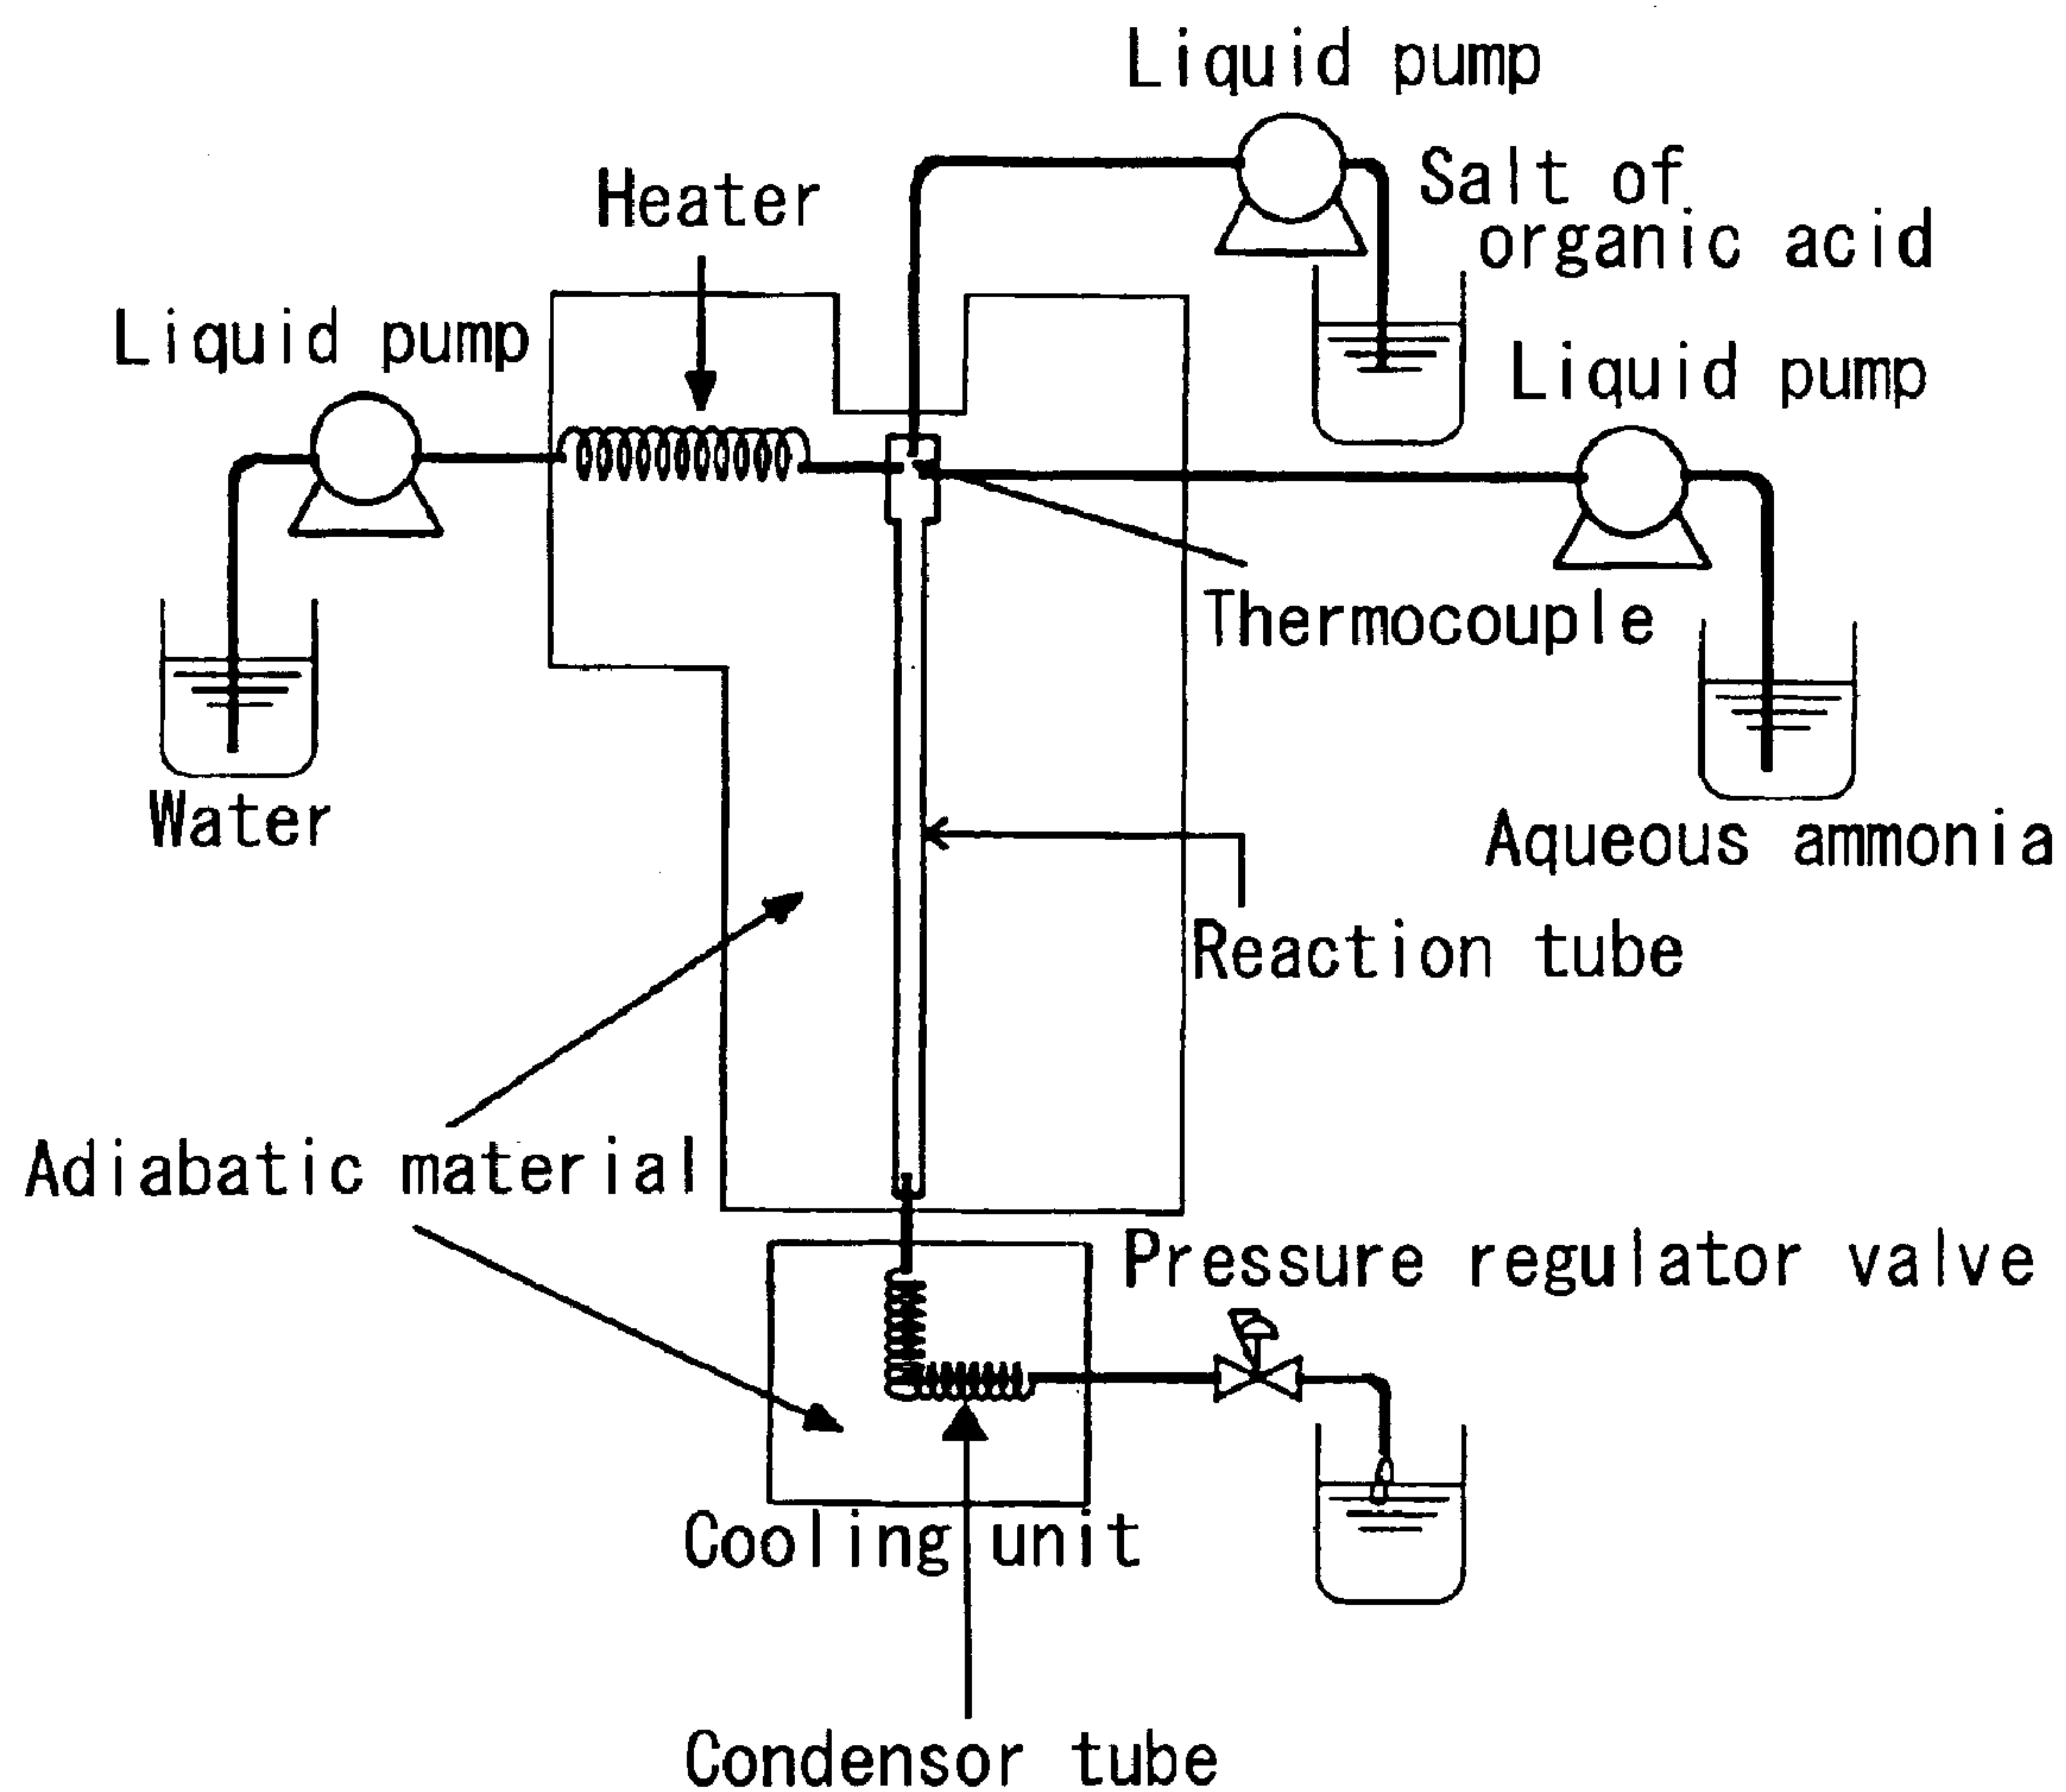 Liquid pump
Salt of
organic acid
Heater
Liquid pump
Liquid pump
Thermocouple
Water
Aqueous ammonia
Reaction tube
Adiabatic material
Pressure regulator valve
Cooling unit
Condensor tube